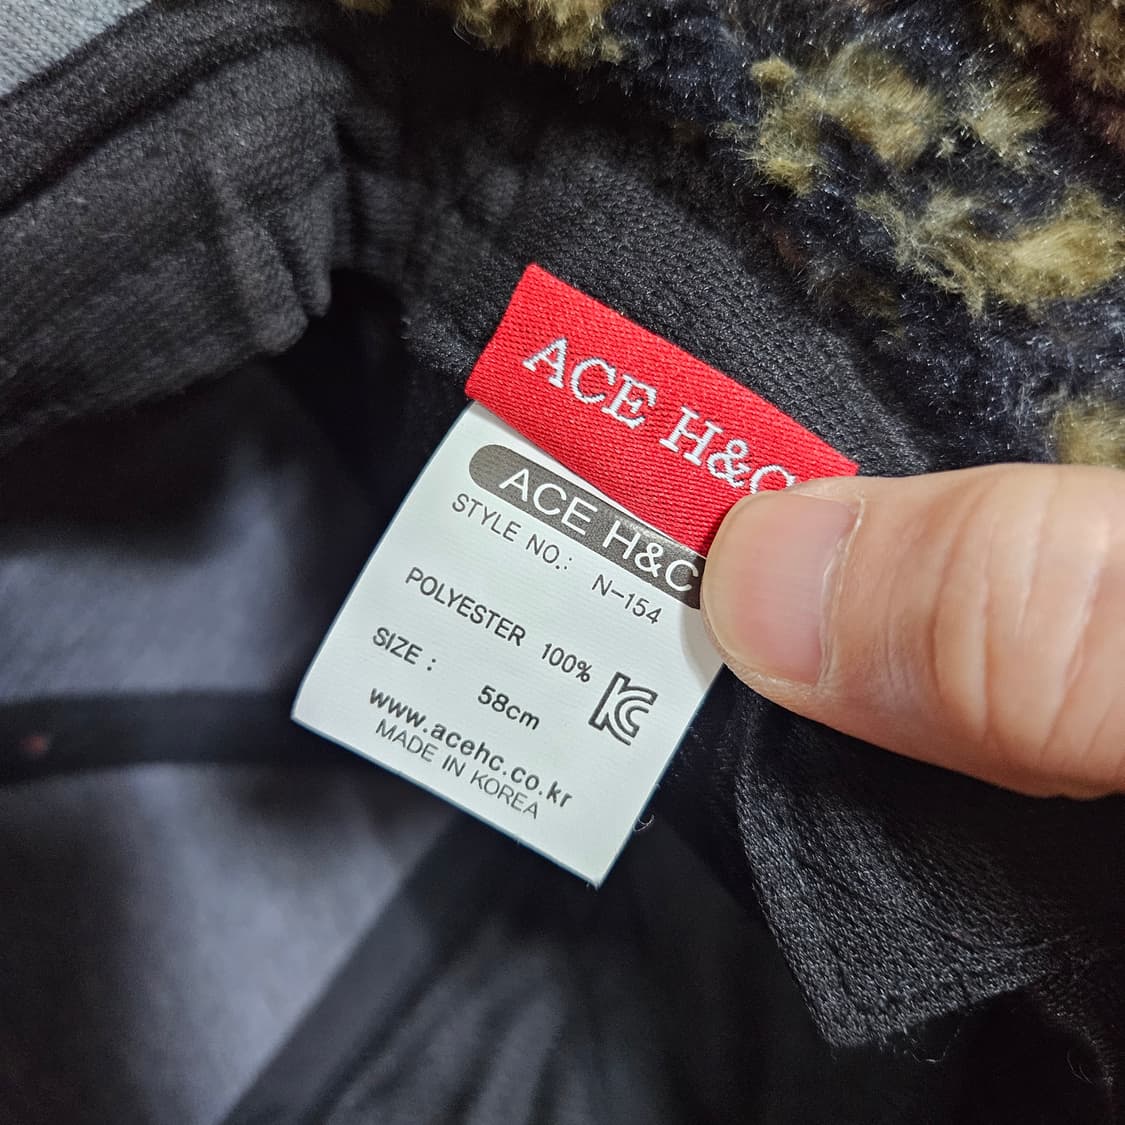 ACE H&C
ACE H&C
STYLE NO.: N-154
POLYESTER 100%
SIZE : 58cm
www.acehc.co.kr
MADE IN KOREA